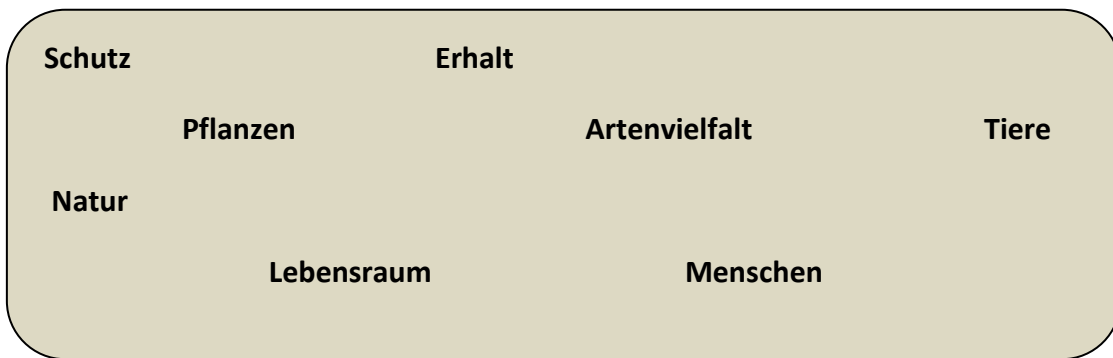 Schutz Erhalt
Pflanzen Artenvielfalt Tiere
Natur
Lebensraum Menschen